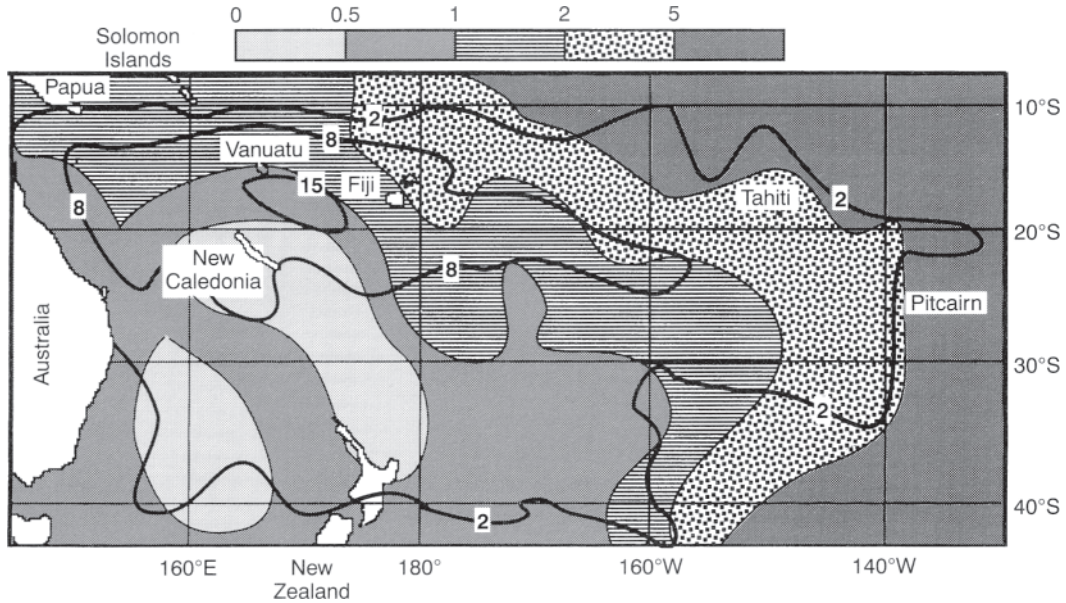 0 0.5 1 2 5
Solomon
Islands
Papua
10°S
2
Vanuatu
8
15
Fiji
8
Tahiti
2
20°S
New
Caledonia
8
Pitcairn
Australia
30°S
2
2
40°S
160°E
New
Zealand
180°
160°W
140°W